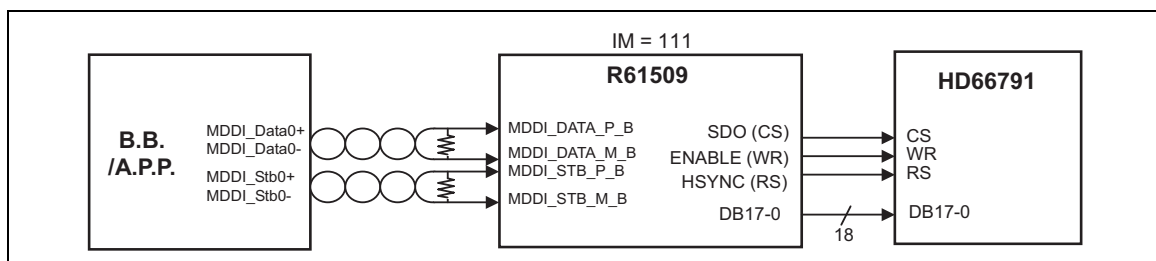 IM = 111
R61509
HD66791
B.B.
/A.P.P.
MDDI_Data0+
MDDI_Data0-
MDDI_Stb0+
MDDI_Stb0-
MDDI_DATA_P_B
MDDI_DATA_M_B
MDDI_STB_P_B
MDDI_STB_M_B
SDO (CS)
ENABLE (WR)
HSYNC (RS)
DB17-0
18
CS
WR
RS
DB17-0